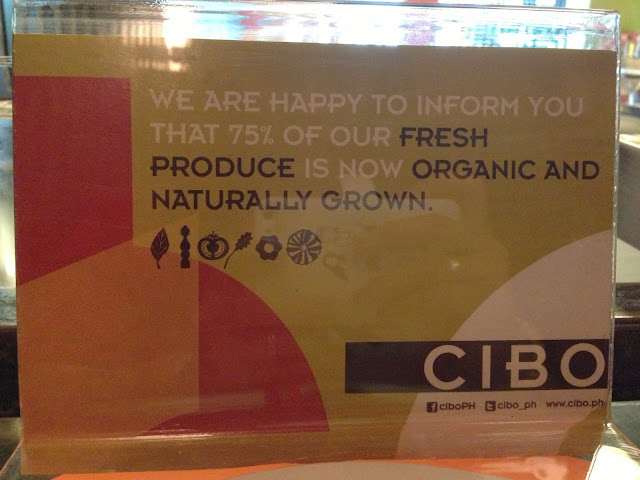 WE ARE HAPPY TO INFORM YOU
THAT 75% OF OUR FRESH
PRODUCE IS NOW ORGANIC AND
NATURALLY GROWN.
CIBO
ciboPH cibo_ph www.cibo.ph